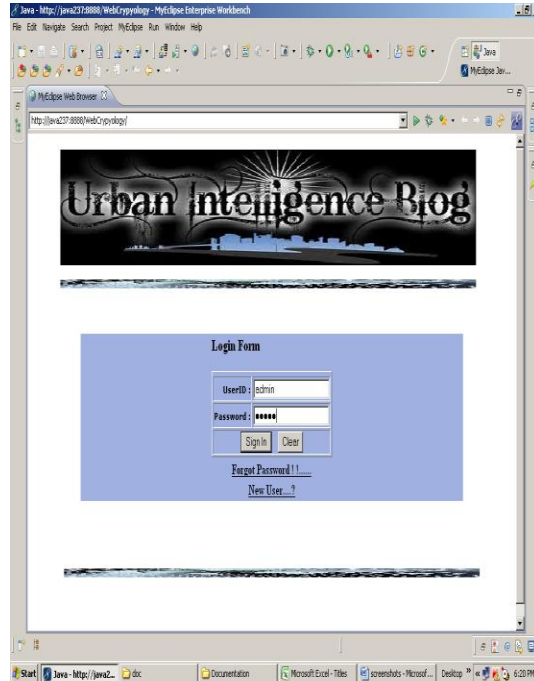 Java - http://java237:8888/WebCrypyology/ - MyEclipse Enterprise Workbench
File Edit Navigate Search Project MyEclipse Run Window Help
Java
MyEclipse Jav...
MyEclipse Web Browser
http://java237:8888/WebCrypyology/
Urban Intelligence Blog
Login Form
UserID : admin
Password :
Sign In Clear
Forgot Password ! !......
New User....?
Start Java - http://java2... doc Documentation Microsoft Excel - Titles screenshots - Microsof... Desktop » « 6:20 PM